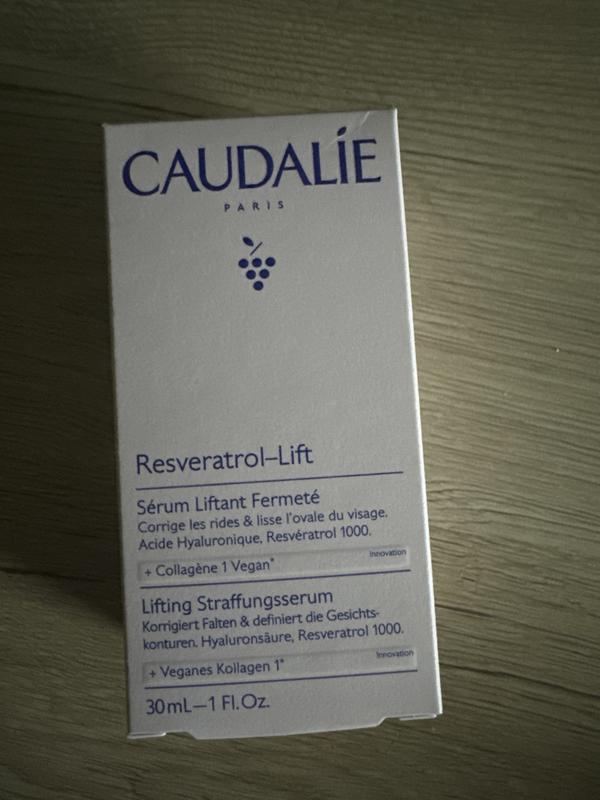 CAUDALÍE
PARIS
Resveratrol–Lift
Sérum Liftant Fermeté
Corrige les rides & lisse l'ovale du visage.
Acide Hyaluronique, Resvératrol 1000.
Innovation
+ Collagène 1 Vegan*
Lifting Straffungsserum
Korrigiert Falten & definiert die Gesichts-
konturen. Hyaluronsäure, Resveratrol 1000.
Innovation
+ Veganes Kollagen 1*
30mL—1 Fl.Oz.